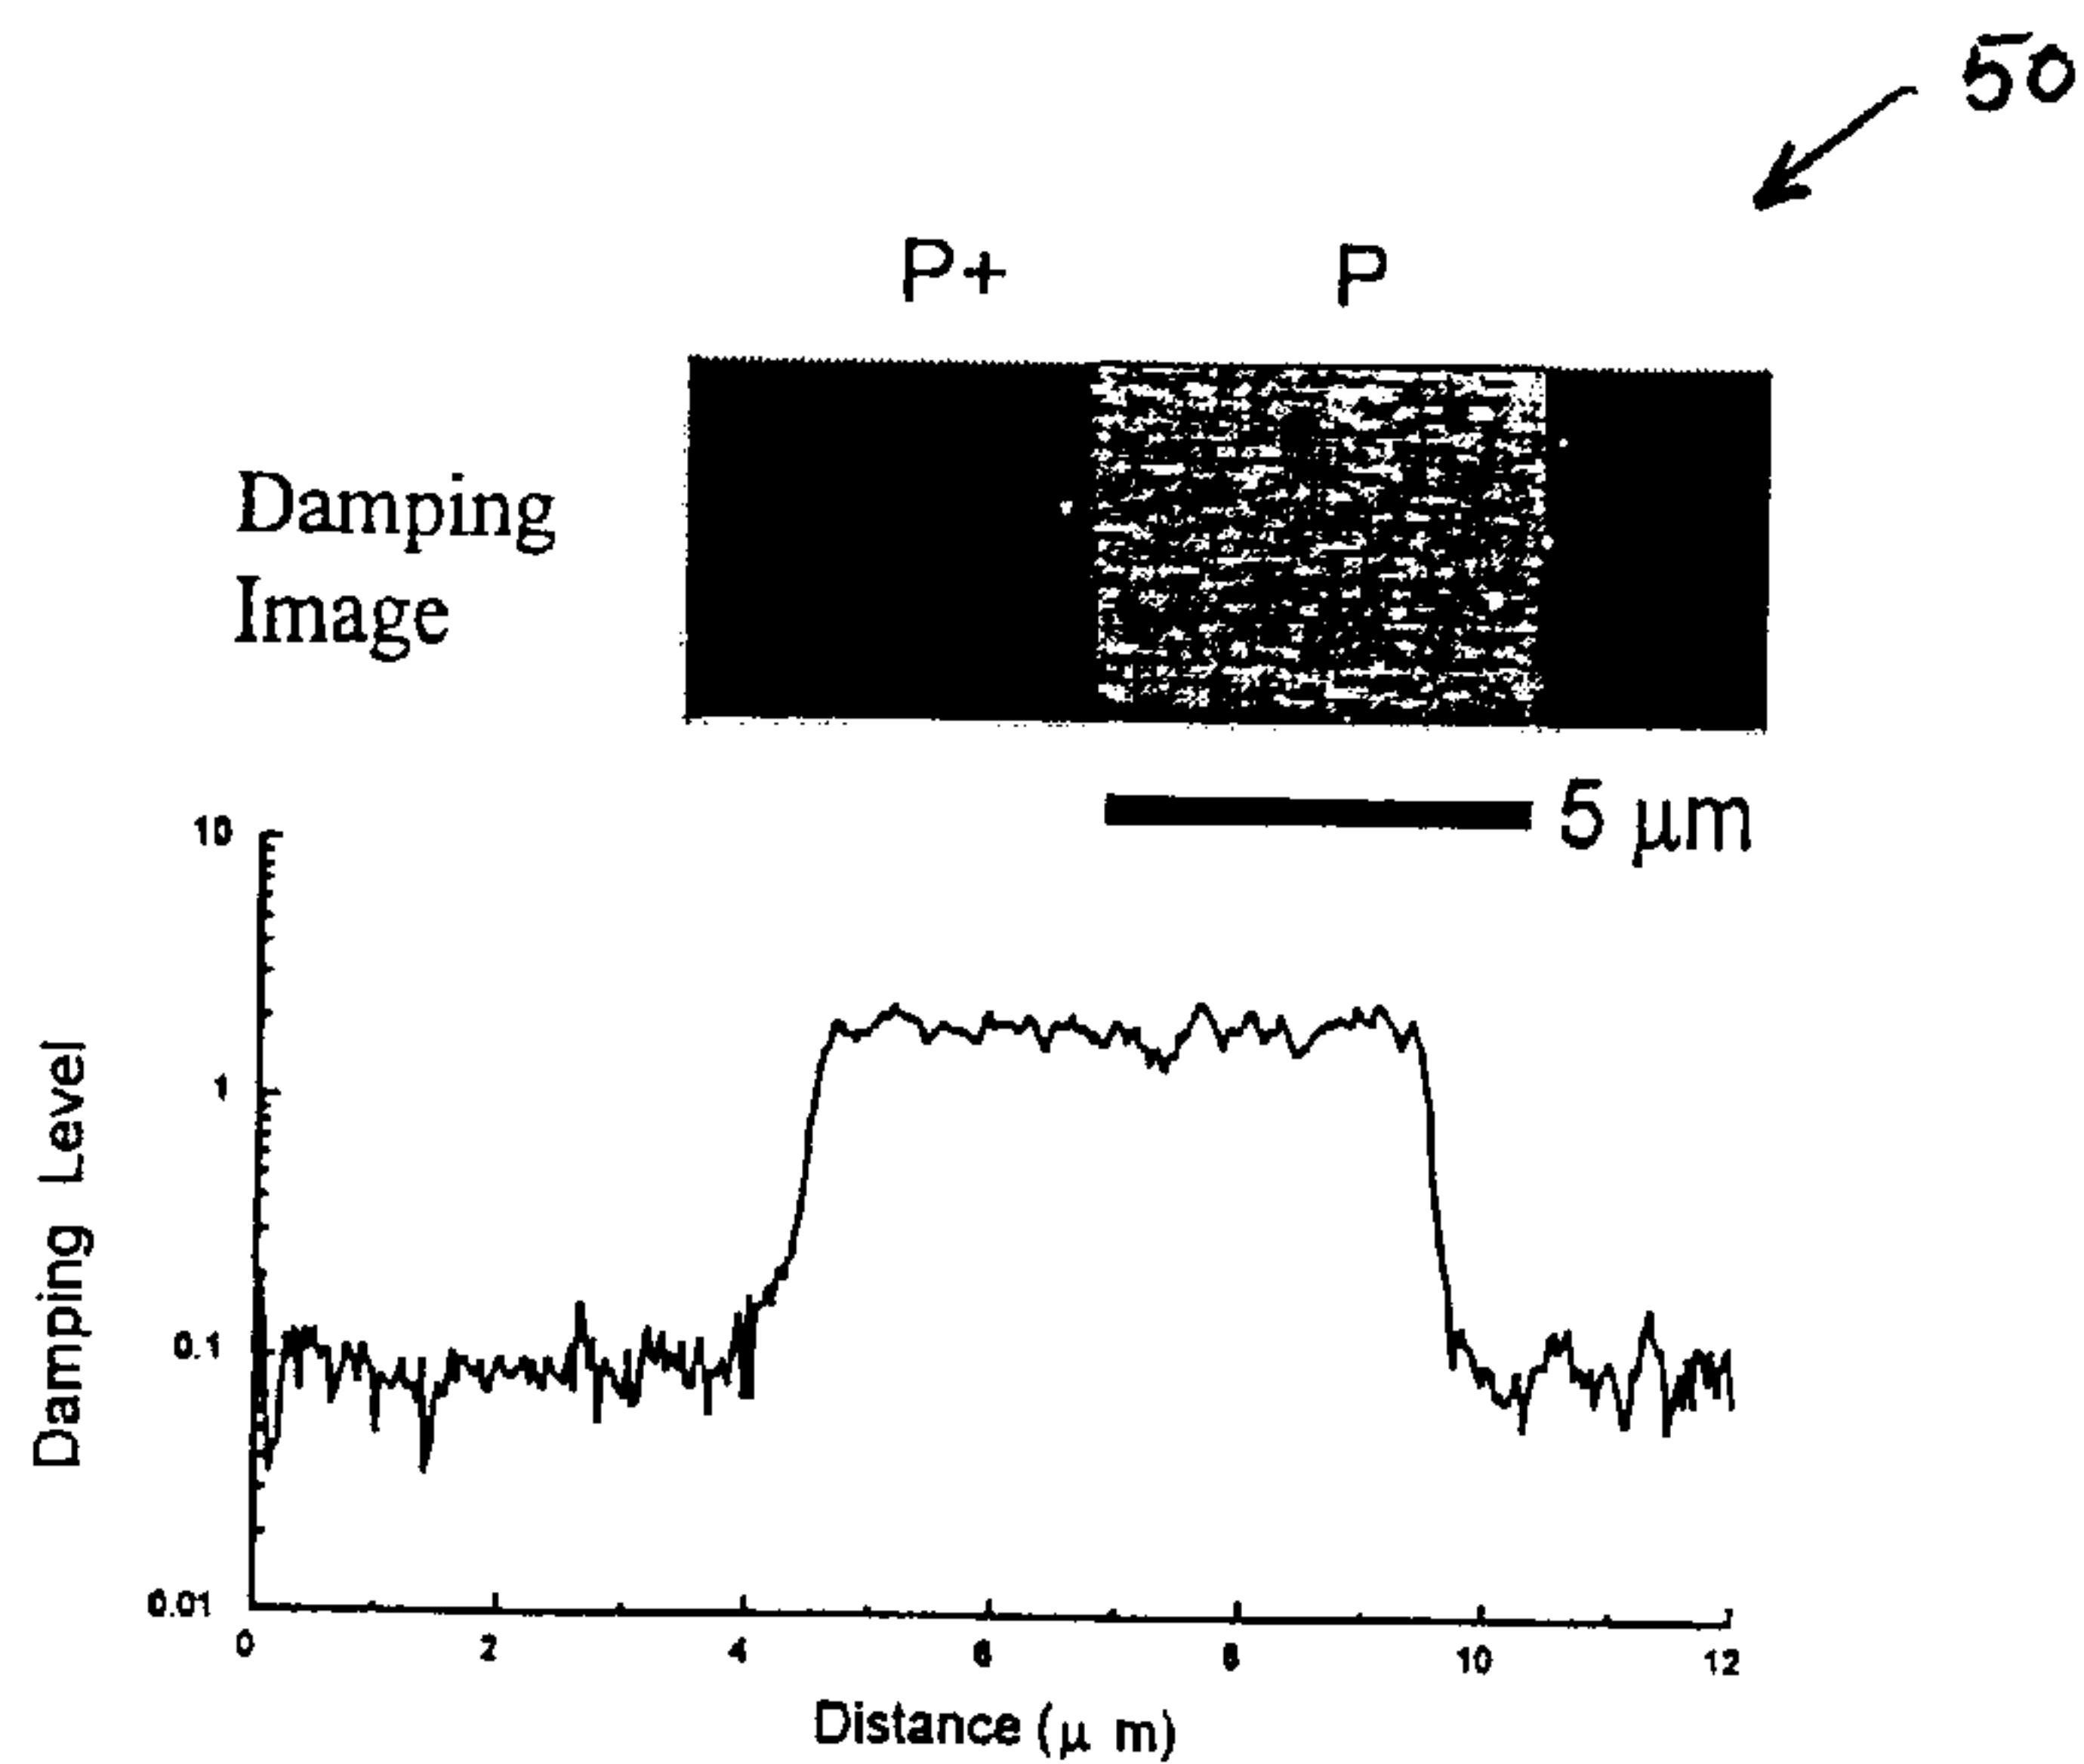 50
P+ P
Damping
Image
5 μm
10
1
0.1
0.01
Damping Level
0 2 4 6 8 10 12
Distance (μ m)